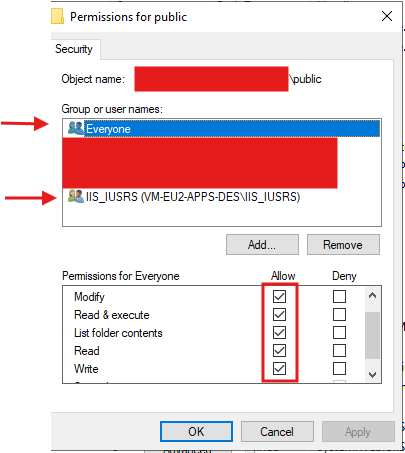 Permissions for public
Security
Object name: \public
Group or user names:
Everyone
IIS_IUSRS (VM-EU2-APPS-DES\IIS_IUSRS)
Add... Remove
Permissions for Everyone Allow Deny
Modify
Read & execute
List folder contents
Read
Write
OK Cancel Apply